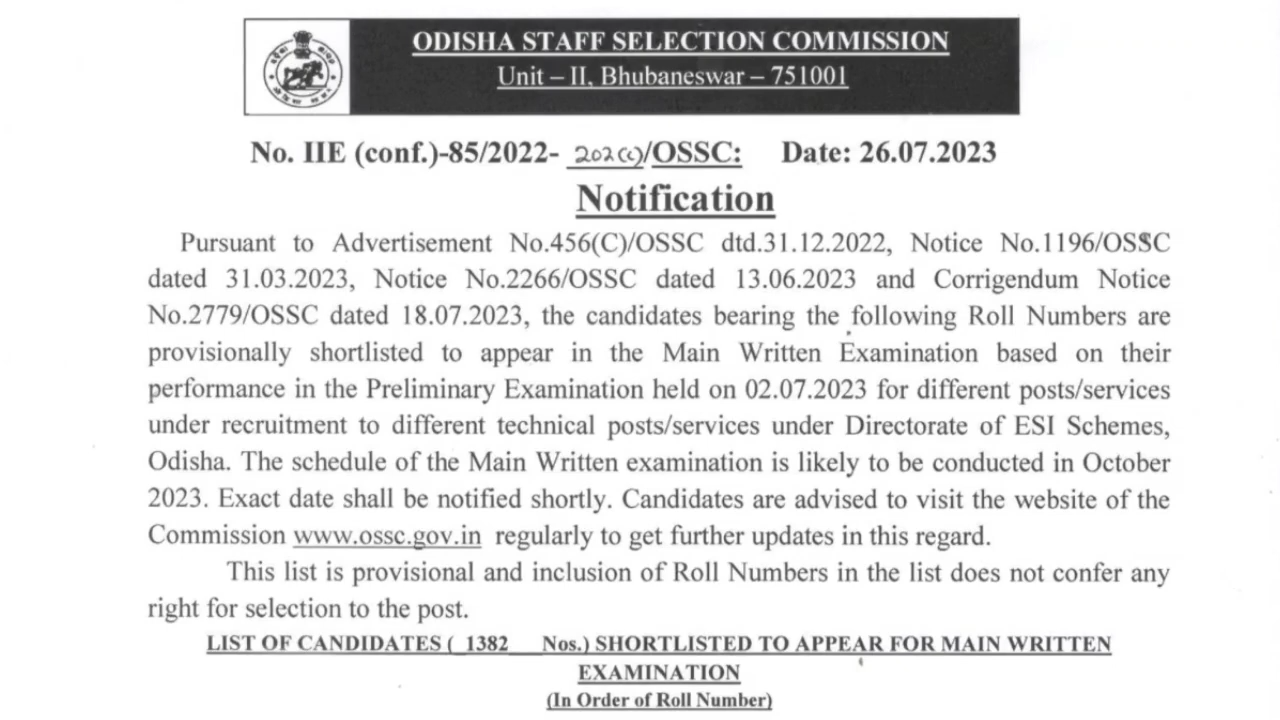 ODISHA STAFF SELECTION COMMISSION
Unit – II, Bhubaneswar – 751001
No. IIE (conf.)-85/2022- 202(C)/OSSC: Date: 26.07.2023
Notification
Pursuant to Advertisement No.456(C)/OSSC dtd.31.12.2022, Notice No.1196/OSSC
dated 31.03.2023, Notice No.2266/OSSC dated 13.06.2023 and Corrigendum Notice
No.2779/OSSC dated 18.07.2023, the candidates bearing the following Roll Numbers are
provisionally shortlisted to appear in the Main Written Examination based on their
performance in the Preliminary Examination held on 02.07.2023 for different posts/services
under recruitment to different technical posts/services under Directorate of ESI Schemes,
Odisha. The schedule of the Main Written examination is likely to be conducted in October
2023. Exact date shall be notified shortly. Candidates are advised to visit the website of the
Commission www.ossc.gov.in regularly to get further updates in this regard.
This list is provisional and inclusion of Roll Numbers in the list does not confer any
right for selection to the post.
LIST OF CANDIDATES ( 1382 Nos.) SHORTLISTED TO APPEAR FOR MAIN WRITTEN
EXAMINATION
(In Order of Roll Number)